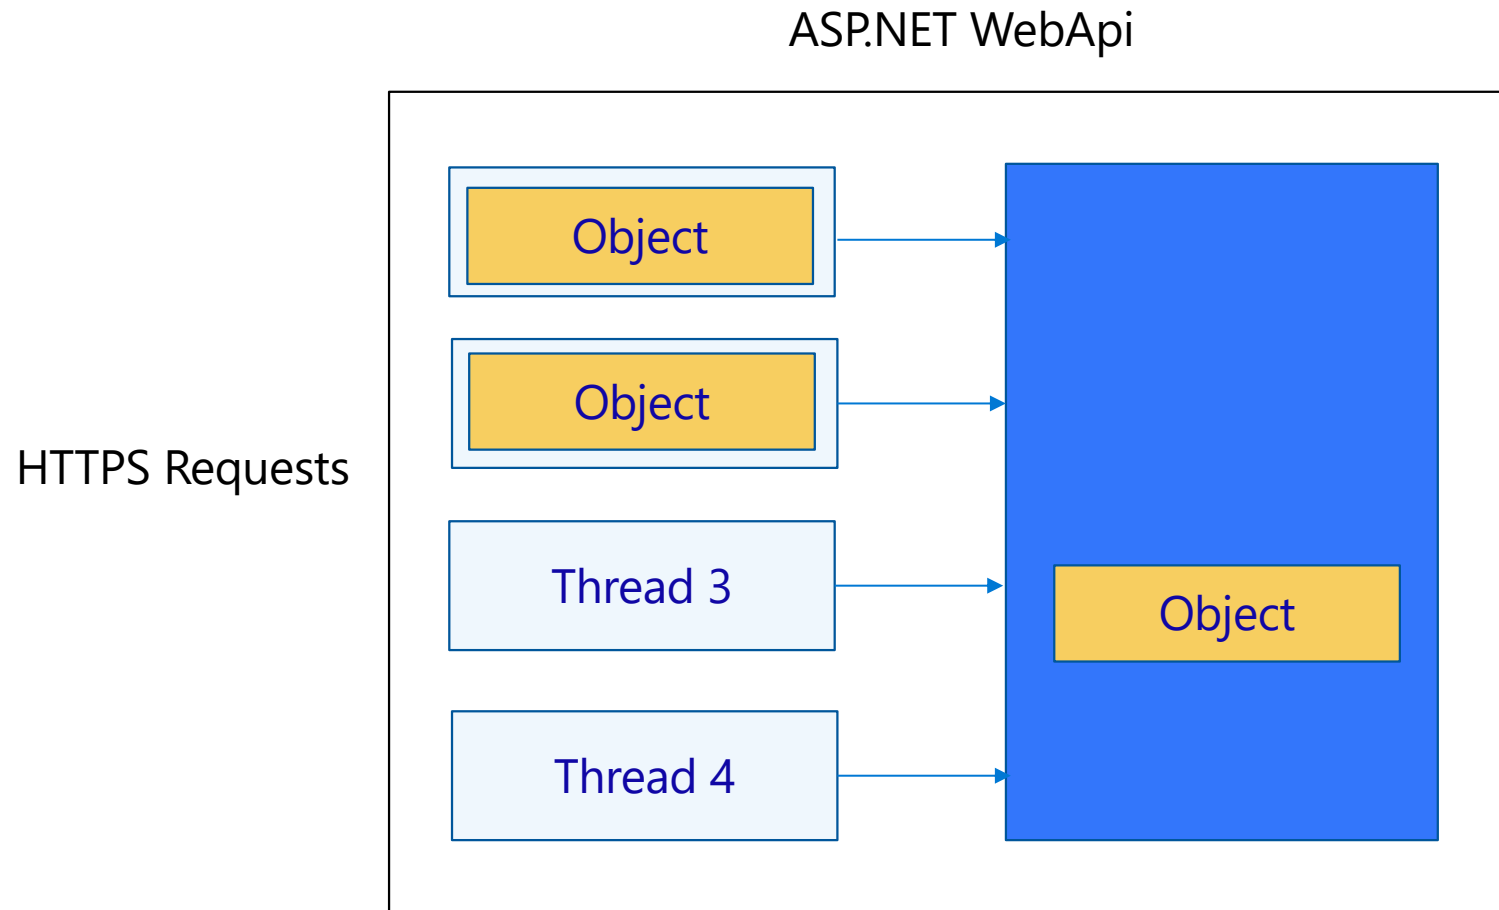 ASP.NET WebApi
Object
Object
HTTPS Requests
Thread 3
Object
Thread 4